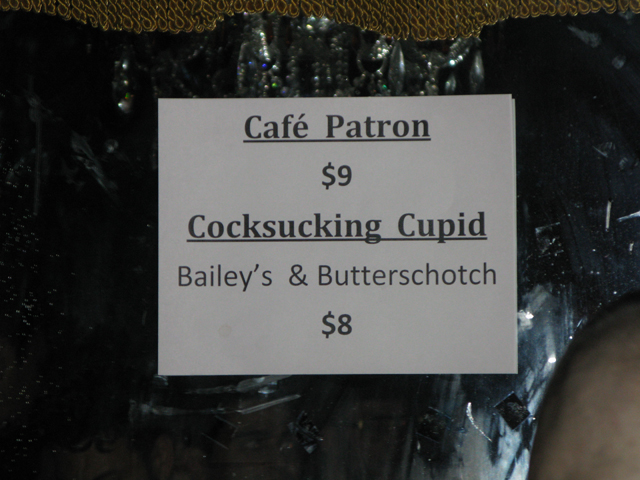 Café Patron
$9
Cocksucking Cupid
Bailey's & Butterschotch
$8